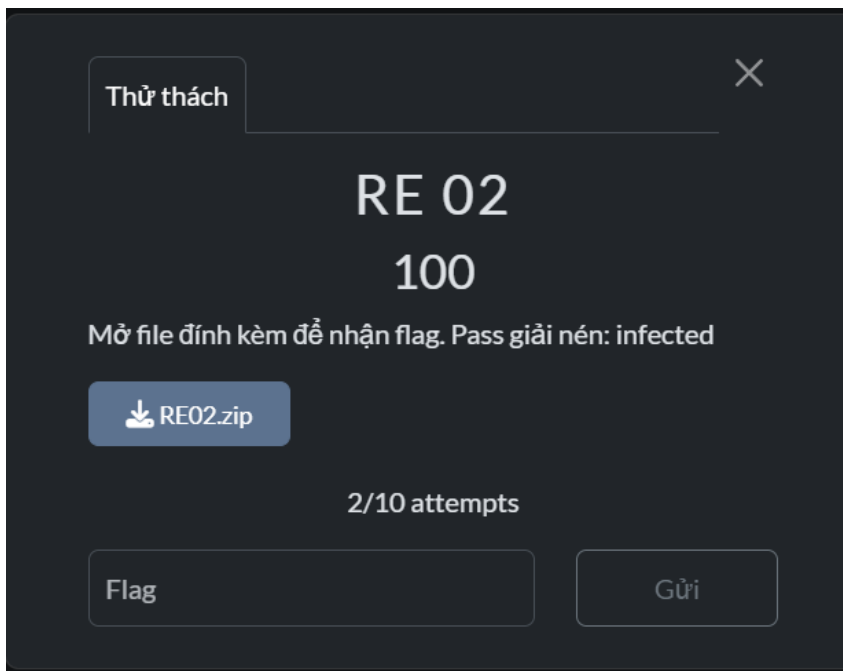 Thử thách
RE 02
100
Mở file đính kèm để nhận flag. Pass giải nén: infected
RE02.zip
2/10 attempts
Flag
Gửi